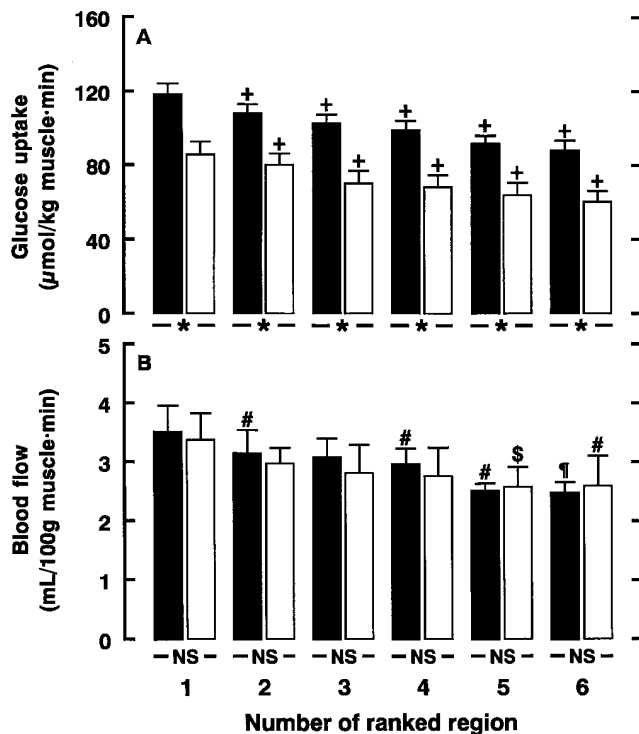 160
A
120
80
40
0
Glucose uptake
(µmol/kg muscle·min)
+ + + + +
+ + + + +
– * – – * – – * – – * – – * – – * –
5
B
4
3
2
1
0
Blood flow
(mL/100g muscle·min)
# # # $ ¶ #
– NS – – NS – – NS – – NS – – NS – – NS –
1 2 3 4 5 6
Number of ranked region